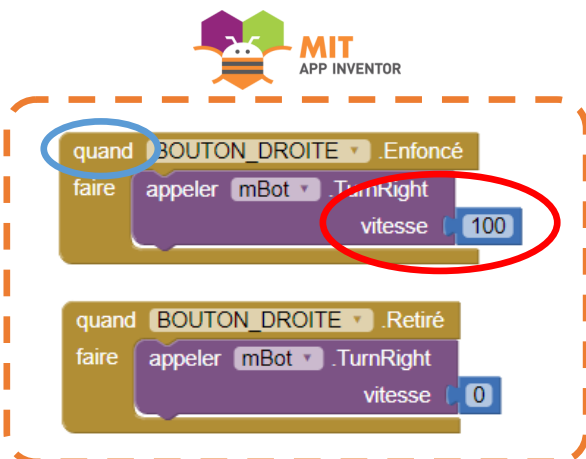 MIT
APP INVENTOR
quand BOUTON_DROITE .Enfoncé
faire appeler mBot .TurnRight
vitesse 100
quand BOUTON_DROITE .Retiré
faire appeler mBot .TurnRight
vitesse 0